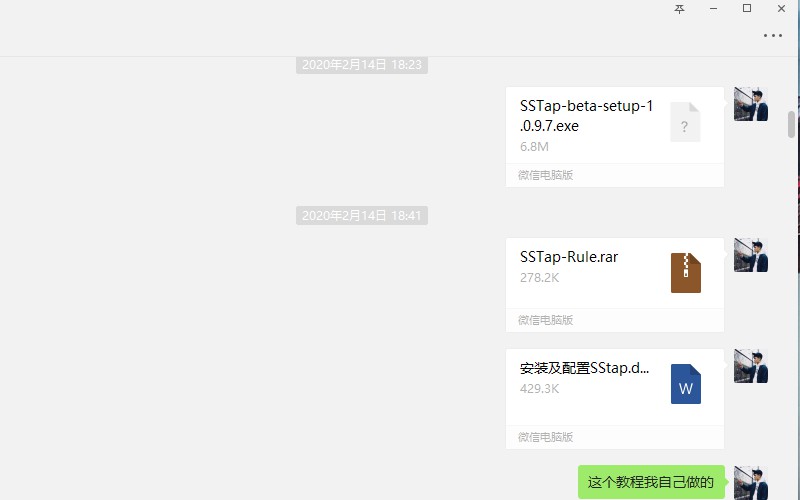 2020年2月14日 18:23
SSTap-beta-setup-1
.0.9.7.exe
6.8M
?
微信电脑版
2020年2月14日 18:41
SSTap-Rule.rar
278.2K
微信电脑版
安装及配置SStap.d...
429.3K
W
微信电脑版
这个教程我自己做的